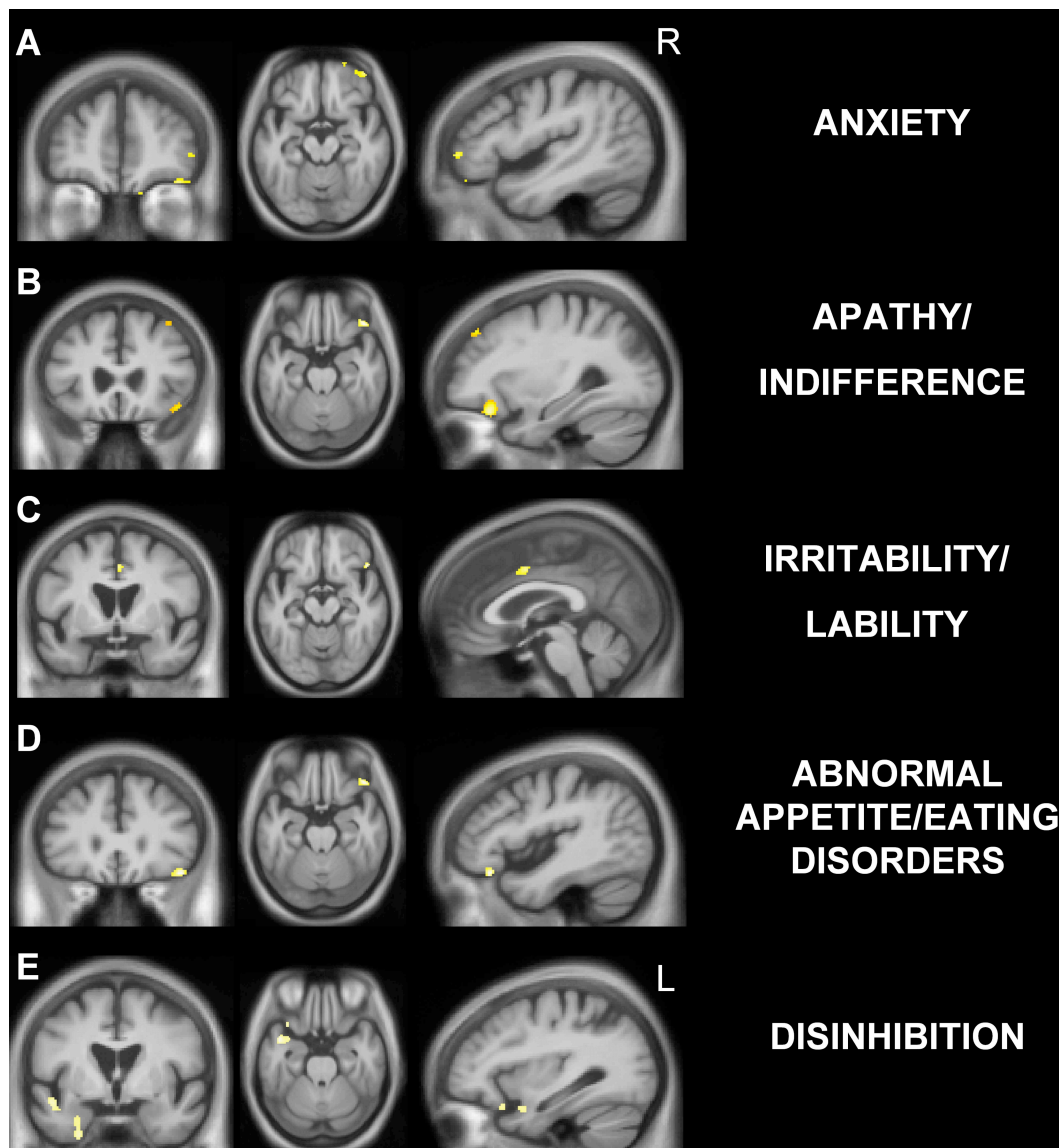 A
R
ANXIETY
B
APATHY/
INDIFFERENCE
C
IRRITABILITY/
LABILITY
D
ABNORMAL
APPETITE/EATING
DISORDERS
E
L
DISINHIBITION